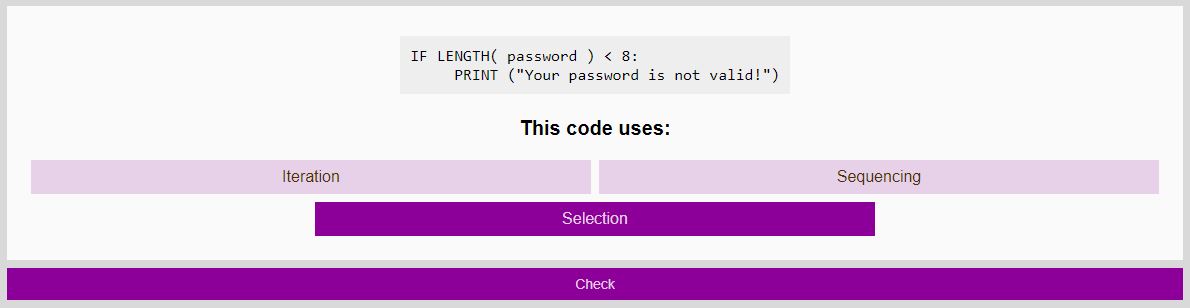 IF LENGTH( password ) < 8:
PRINT ("Your password is not valid!")
This code uses:
Iteration
Sequencing
Selection
Check